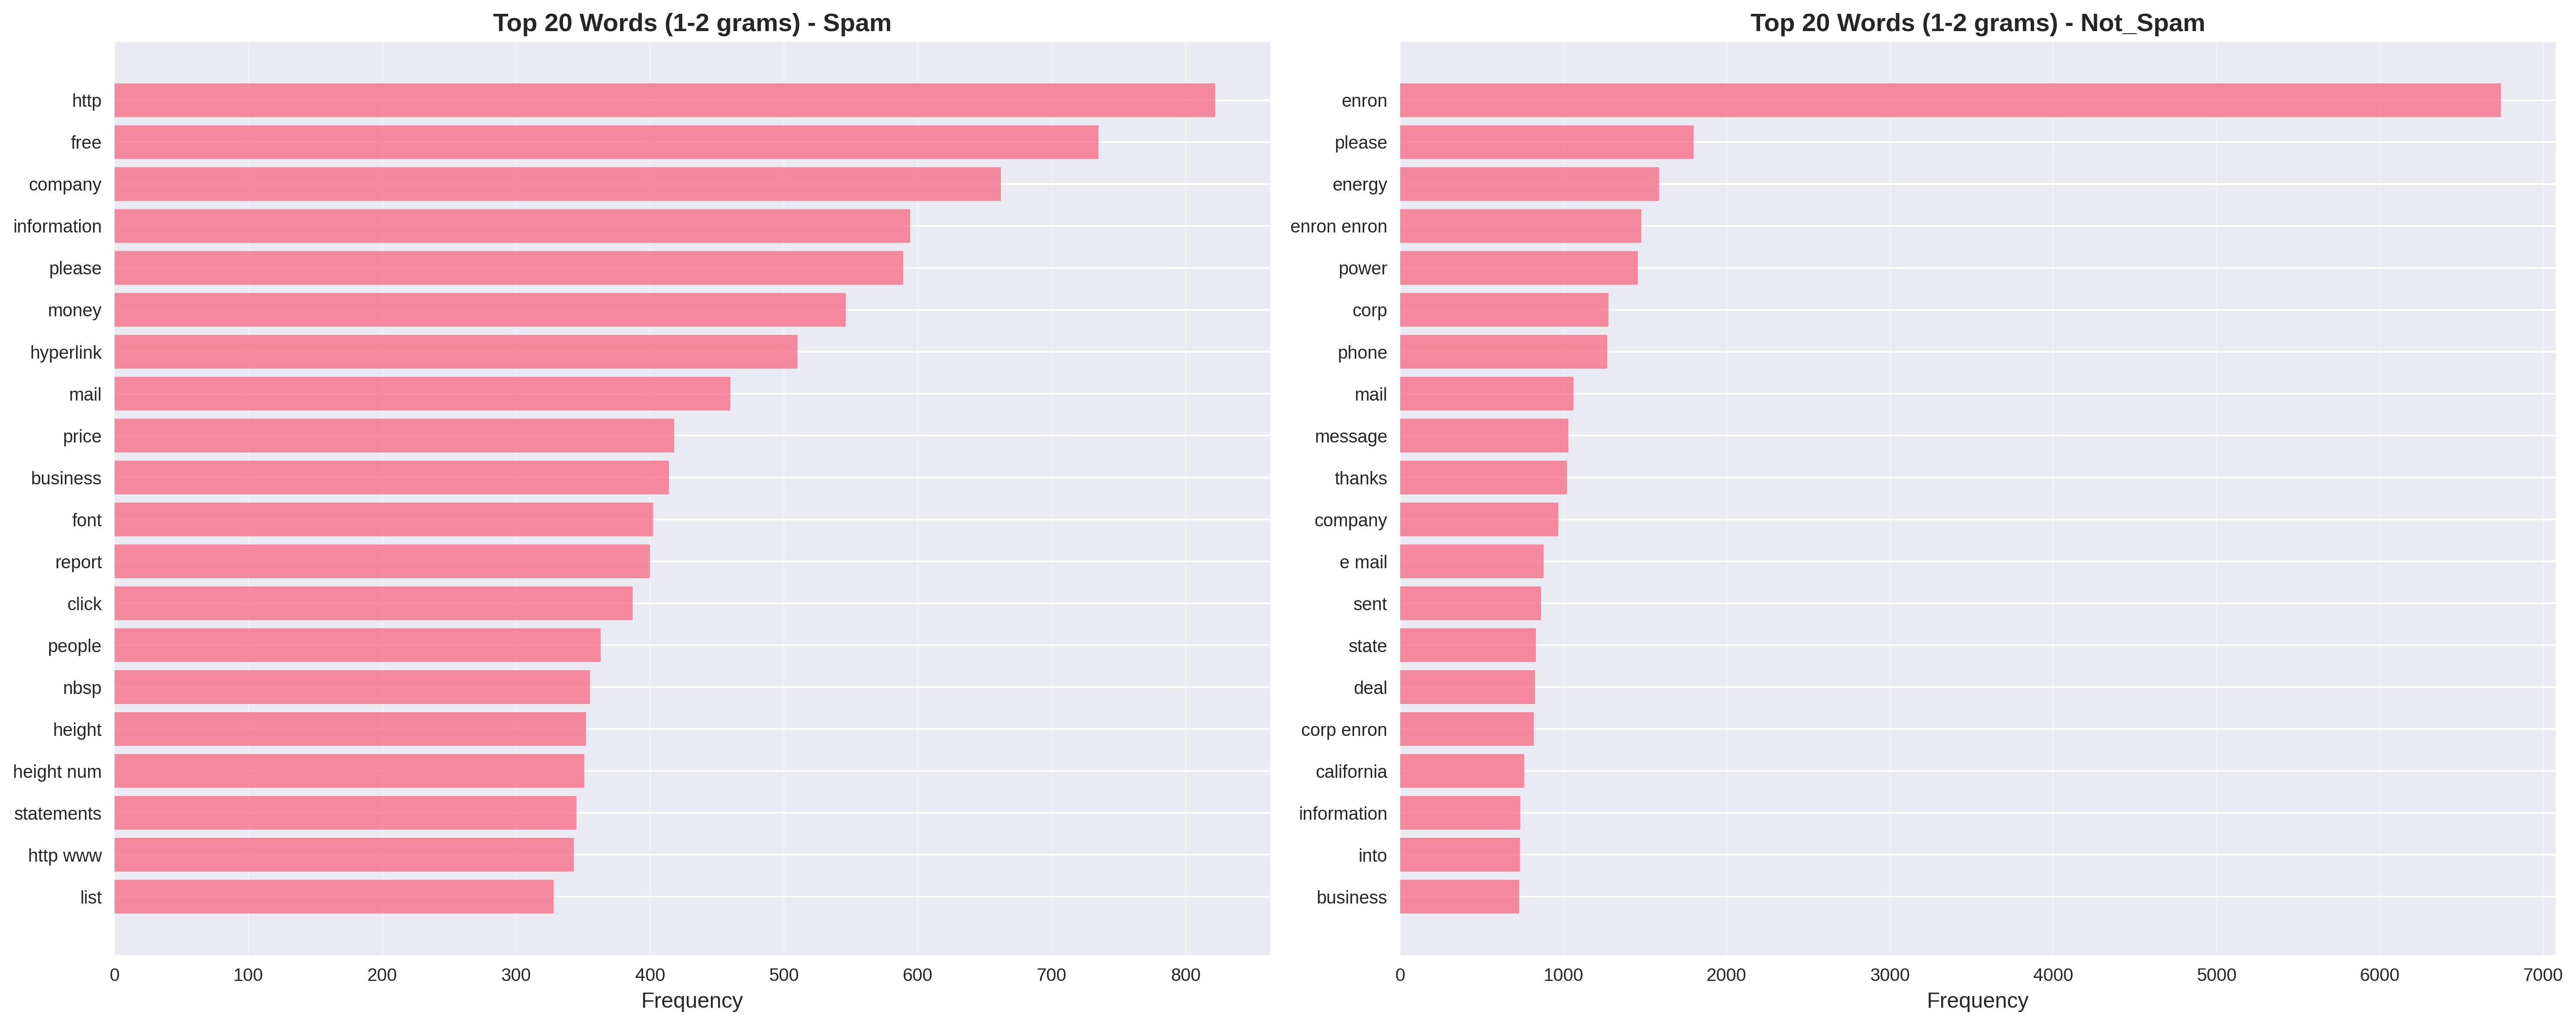 Top 20 Words (1-2 grams) - Spam
http
free
company
information
please
money
hyperlink
mail
price
business
font
report
click
people
nbsp
height
height num
statements
http www
list
0 100 200 300 400 500 600 700 800
Frequency
Top 20 Words (1-2 grams) - Not_Spam
enron
please
energy
enron enron
power
corp
phone
mail
message
thanks
company
e mail
sent
state
deal
corp enron
california
information
into
business
0 1000 2000 3000 4000 5000 6000 7000
Frequency